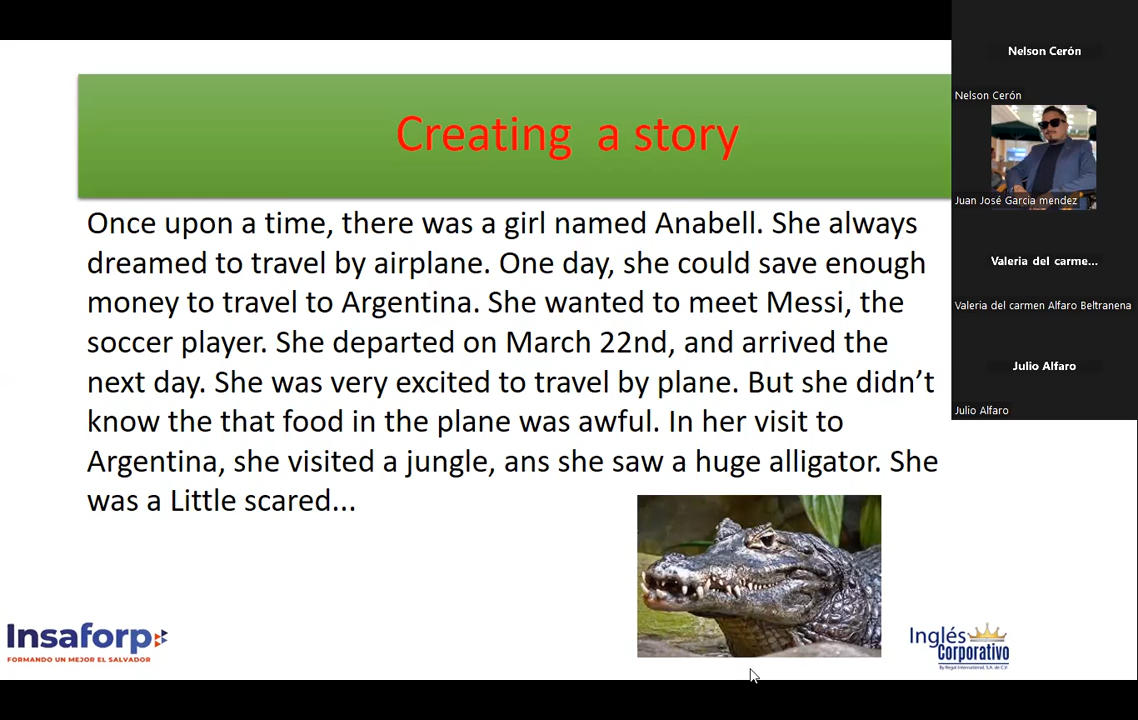 Creating a story
Once upon a time, there was a girl named Anabell. She always
dreamed to travel by airplane. One day, she could save enough
money to travel to Argentina. She wanted to meet Messi, the
soccer player. She departed on March 22nd, and arrived the
next day. She was very excited to travel by plane. But she didn’t
know the that food in the plane was awful. In her visit to
Argentina, she visited a jungle, ans she saw a huge alligator. She
was a Little scared...
Insaforp
FORMANDO UN MEJOR EL SALVADOR
Inglés
Corporativo
By Regal International, S.A. de C.V.
Nelson Cerón
Nelson Cerón
Juan José Garcia mendez
Valeria del carme...
Valeria del carmen Alfaro Beltranena
Julio Alfaro
Julio Alfaro